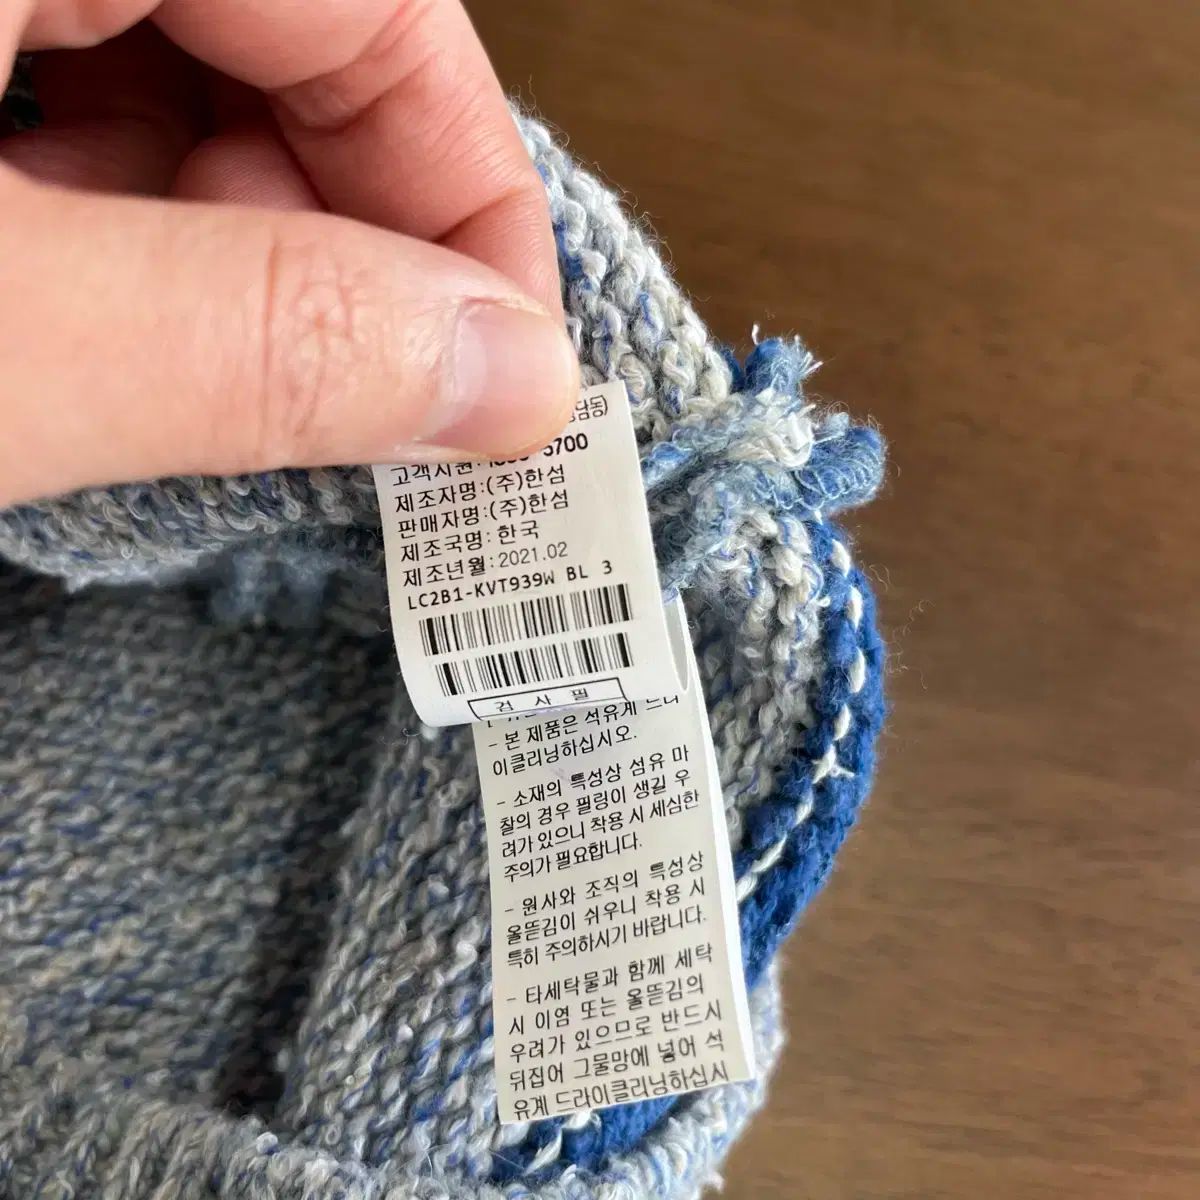 고객지원:
제조자명:(주)한섬
판매자명:(주)한섬
제조국명: 한국
제조년월: 2021.02
LC2B1-KVT939W BL 3
검 사 필
- 본 제품은 석유계 드라
이클리닝하십시오.
- 소재의 특성상 섬유 마
찰의 경우 필링이 생길 우
려가 있으니 착용 시 세심한
주의가 필요합니다.
- 원사와 조직의 특성상
올뜯김이 쉬우니 착용 시
특히 주의하시기 바랍니다.
- 타세탁물과 함께 세탁
시 이염 또는 올뜯김의
우려가 있으므로 반드시
뒤집어 그물망에 넣어 석
유계 드라이클리닝하십시